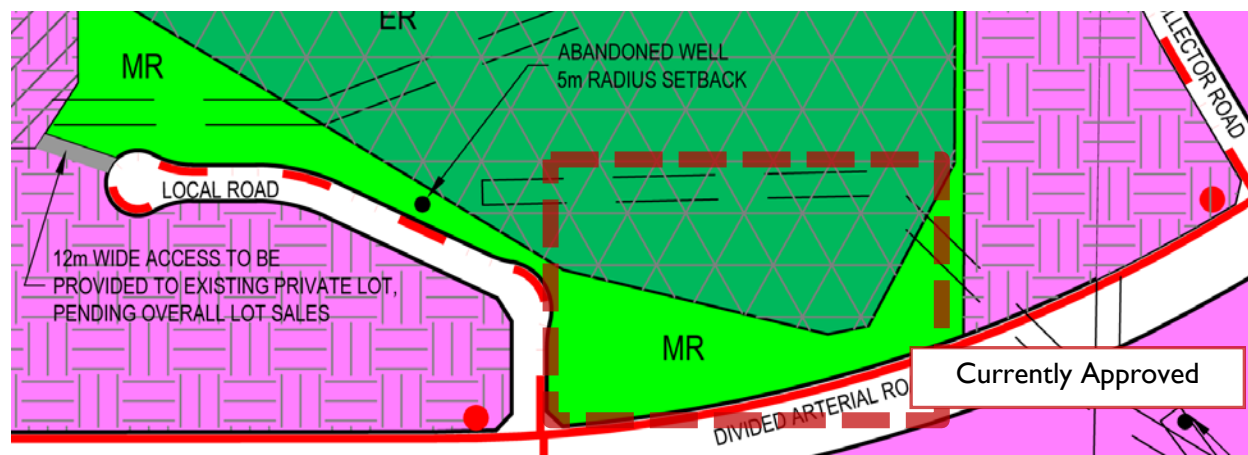 ER
MR
ABANDONED WELL
5m RADIUS SETBACK
LLECTOR ROAD
LOCAL ROAD
12m WIDE ACCESS TO BE
PROVIDED TO EXISTING PRIVATE LOT,
PENDING OVERALL LOT SALES
MR
Currently Approved
DIVIDED ARTERIAL RO